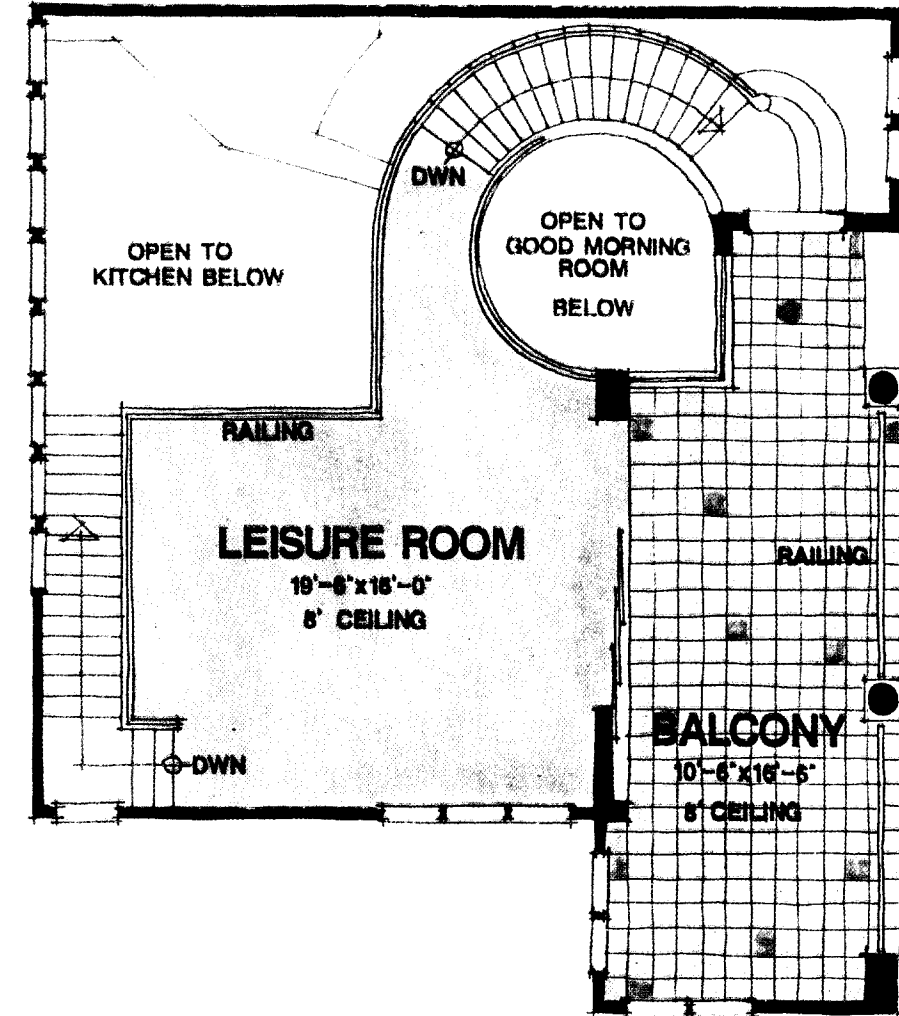 DWN
OPEN TO
GOOD MORNING
ROOM
BELOW
OPEN TO
KITCHEN BELOW
RAILING
LEISURE ROOM
19'-6"x16'-0"
8' CEILING
RAILING
BALCONY
10'-6"x16'-6"
8' CEILING
DWN